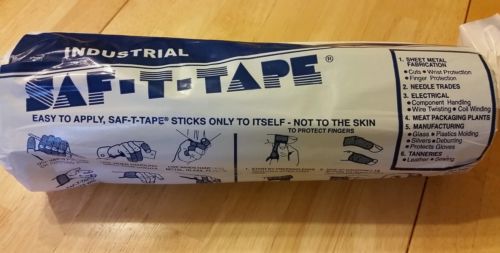 INDUSTRIAL
SAF-T-TAPE®
EASY TO APPLY, SAF-T-TAPE® STICKS ONLY TO ITSELF - NOT TO THE SKIN
TO PROTECT FINGERS
1. SHEET METAL
FABRICATION
• Cuts • Wrist Protection
• Finger Protection
2. NEEDLE TRADES
3. ELECTRICAL
• Component Handling
• Wire Twisting • Coil Winding
4. MEAT PACKAGING PLANTS
5. MANUFACTURING
• Glass • Plastics Molding
• Silvers • Deburring
• Protects Gloves
6. TANNERIES
• Leather • Sewing